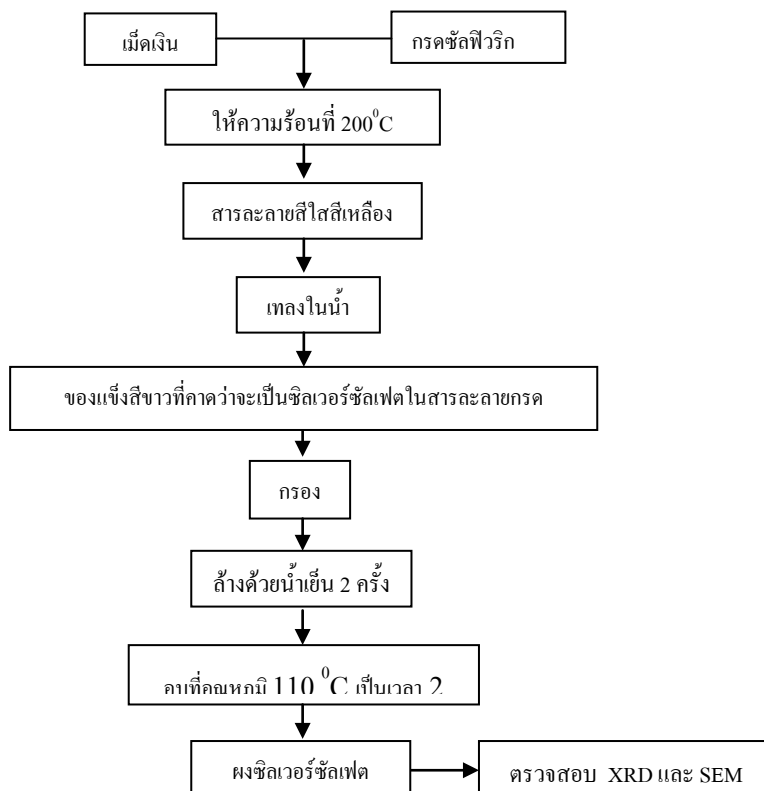 เม็ดเงิน
กรดซัลฟิวริก
ให้ความร้อนที่ 200⁰C
สารละลายสีใสสีเหลือง
เทลงในน้ำ
ของแข็งสีขาวที่คาดว่าจะเป็นซิลเวอร์ซัลเฟตในสารละลายกรด
กรอง
ล้างด้วยน้ำเย็น 2 ครั้ง
อบที่อุณหภูมิ 110 ⁰C เป็นเวลา 2
ผงซิลเวอร์ซัลเฟต
ตรวจสอบ XRD และ SEM